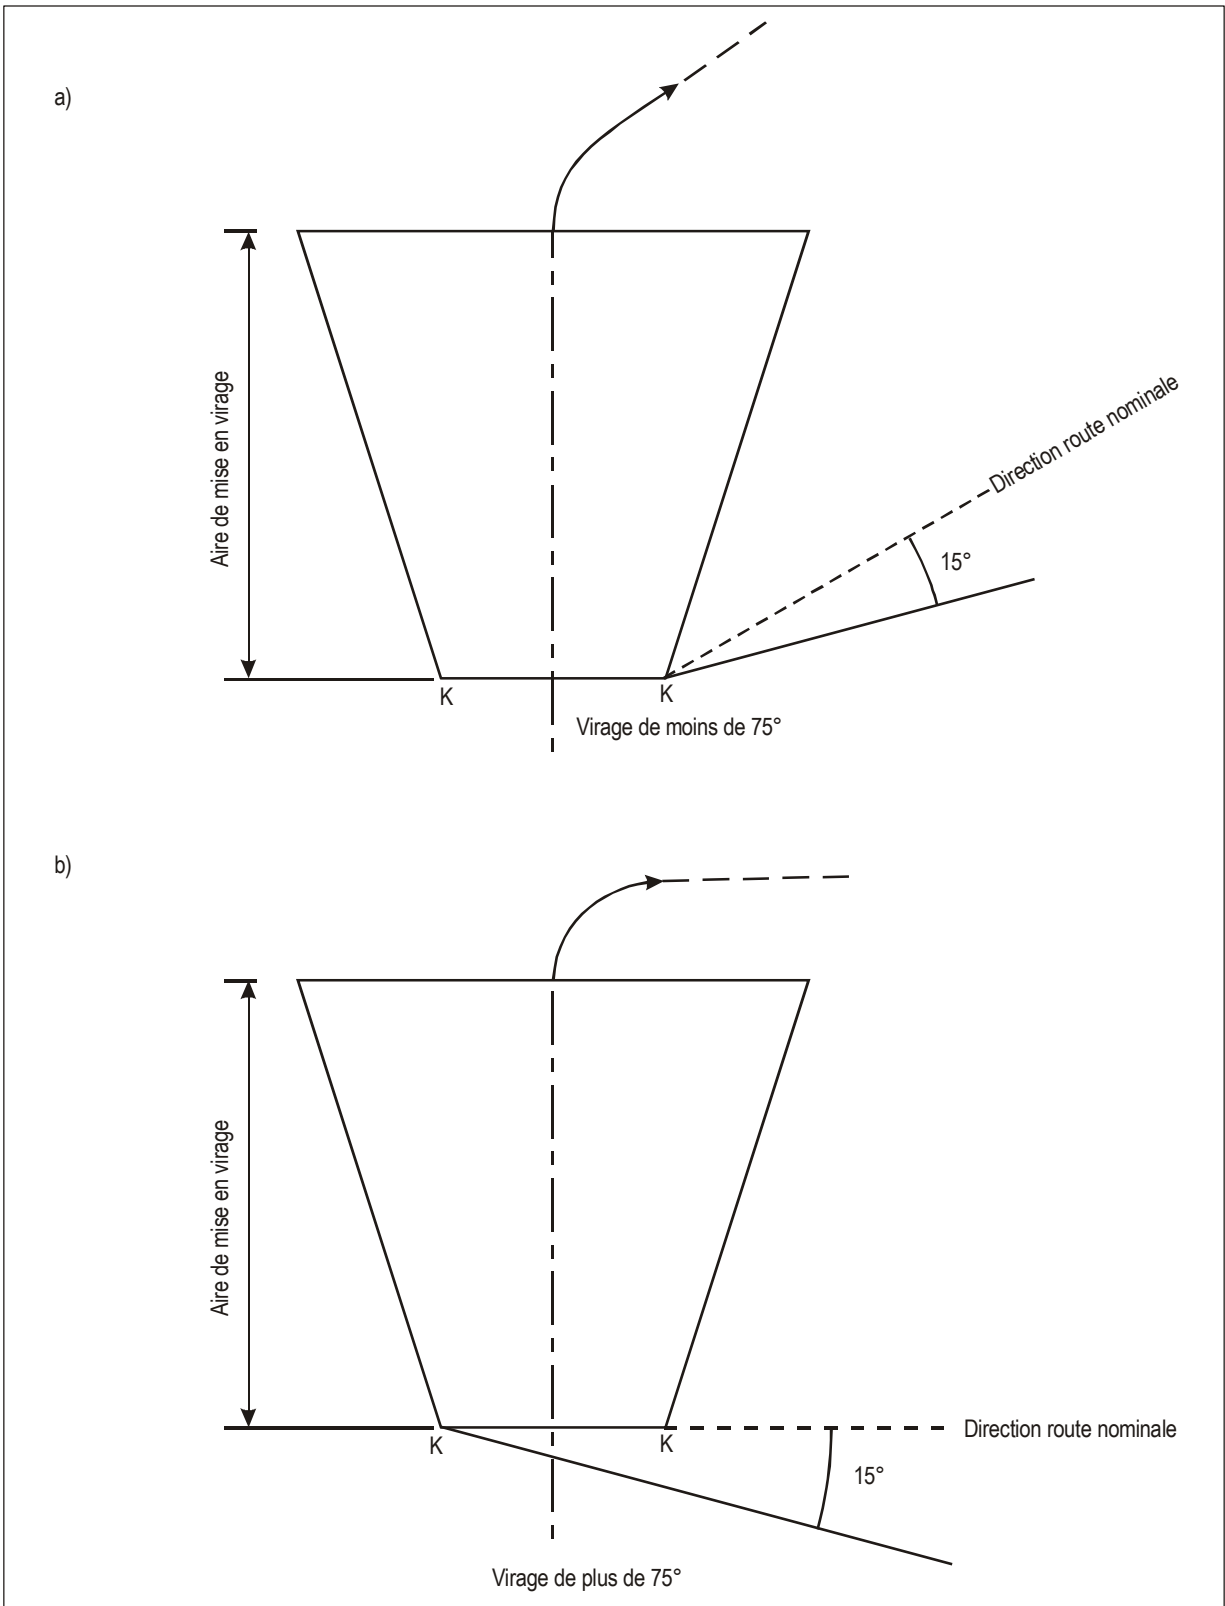 a)
Aire de mise en virage
Direction route nominale
15°
K
K
Virage de moins de 75°
b)
Aire de mise en virage
K
K
Direction route nominale
15°
Virage de plus de 75°